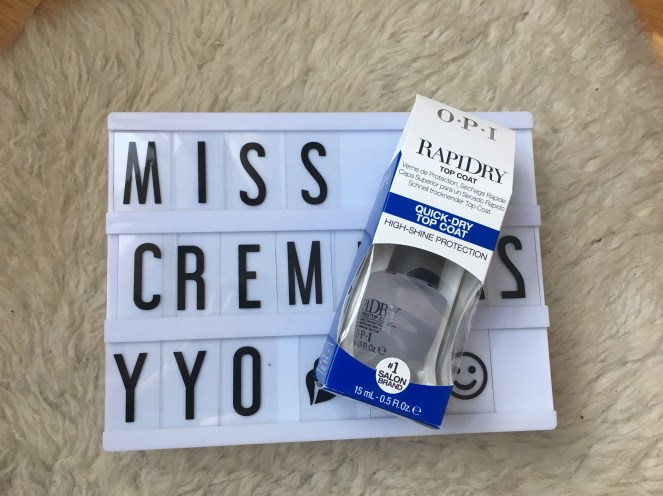 MISS
CREM
YYO
O·P·I
RAPIDRY
TOP COAT
Vernis de Protection, Séchage Rapide
Capa Superior para un Secado Rápido
Schnell trocknender Top Coat
QUICK-DRY
TOP COAT
HIGH-SHINE PROTECTION
#1
SALON
BRAND
15 mL - 0.5 Fl.Oz. ℮